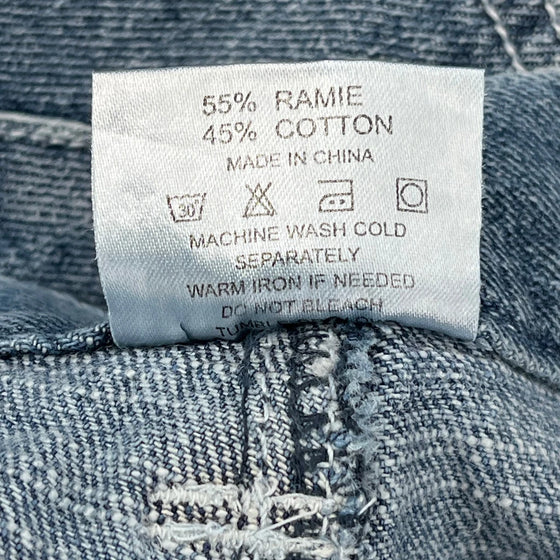 55% RAMIE
45% COTTON
MADE IN CHINA
30°
MACHINE WASH COLD
SEPARATELY
WARM IRON IF NEEDED
DO NOT BLEACH